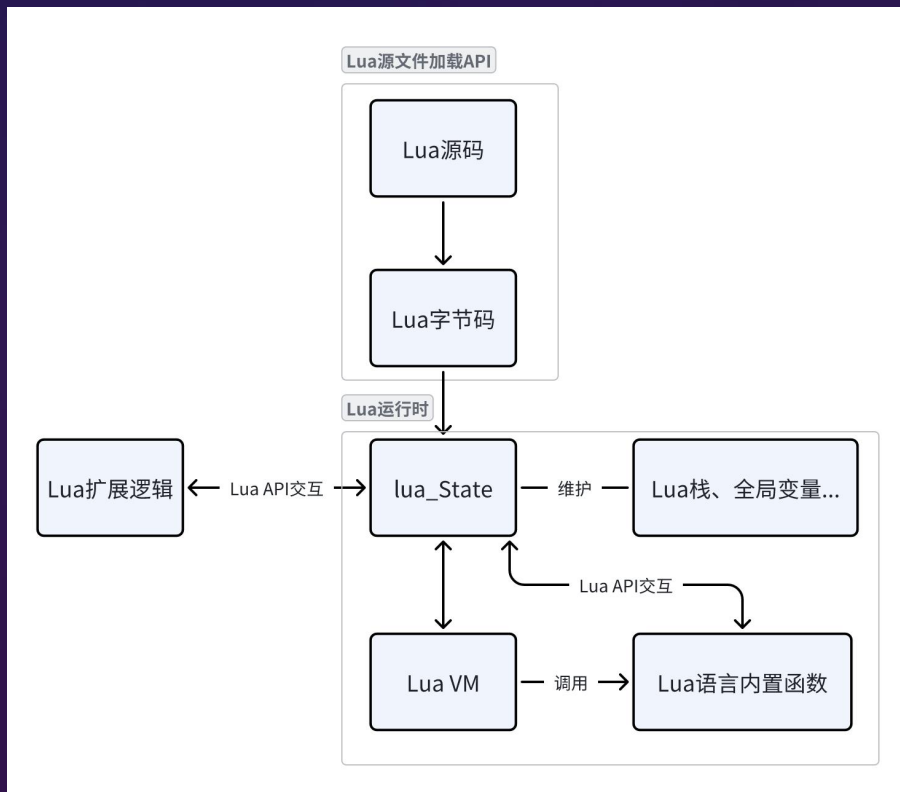 Lua源文件加载API
Lua源码
Lua字节码
Lua运行时
Lua扩展逻辑
Lua API交互
lua_State
维护
Lua栈、全局变量...
Lua API交互
Lua VM
调用
Lua语言内置函数